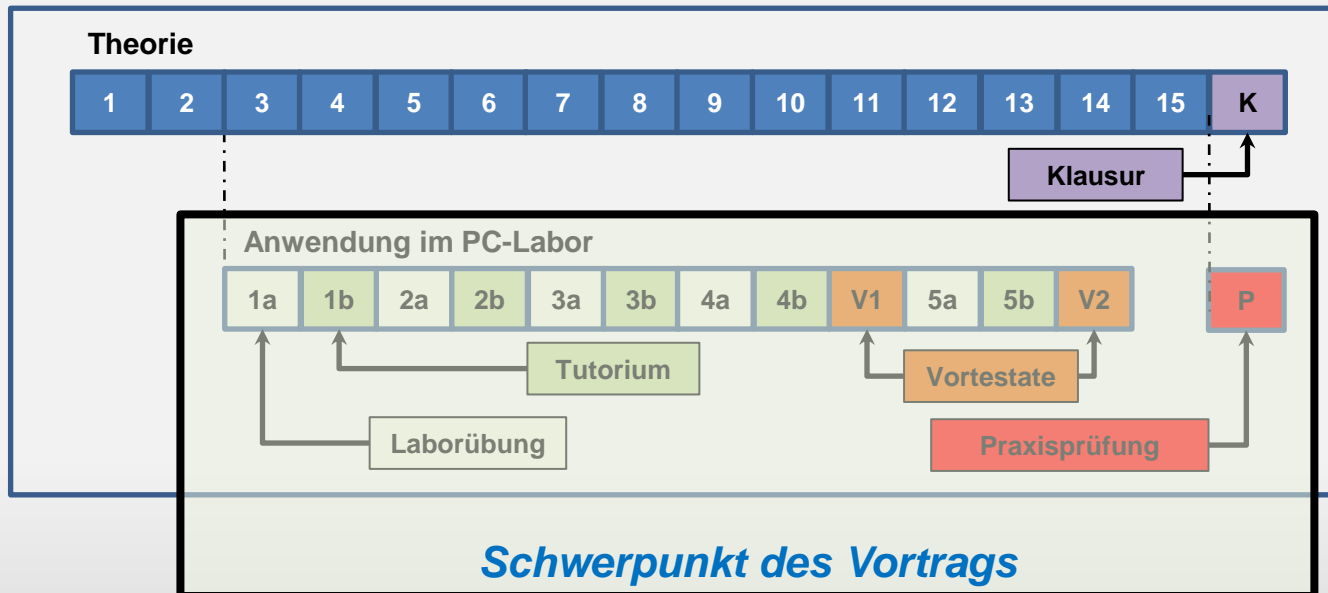 Theorie
1 2 3 4 5 6 7 8 9 10 11 12 13 14 15 K
Klausur
Anwendung im PC-Labor
1a 1b 2a 2b 3a 3b 4a 4b V1 5a 5b V2 P
Tutorium Vortestate
Laborübung Praxisprüfung
Schwerpunkt des Vortrags